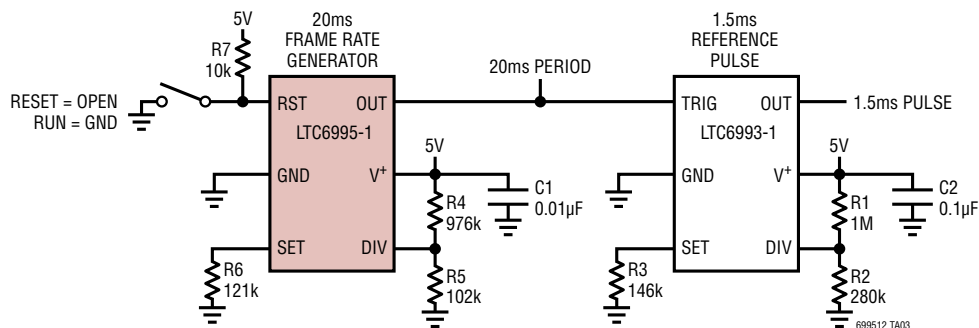 5V
R7
10k
RESET = OPEN
RUN = GND
20ms
FRAME RATE
GENERATOR
RST
OUT
LTC6995-1
GND
V+
SET
DIV
R6
121k
20ms PERIOD
5V
R4
976k
C1
0.01µF
R5
102k
1.5ms
REFERENCE
PULSE
TRIG
OUT
LTC6993-1
GND
V+
SET
DIV
R3
146k
1.5ms PULSE
5V
R1
1M
C2
0.1µF
R2
280k
699512 TA03